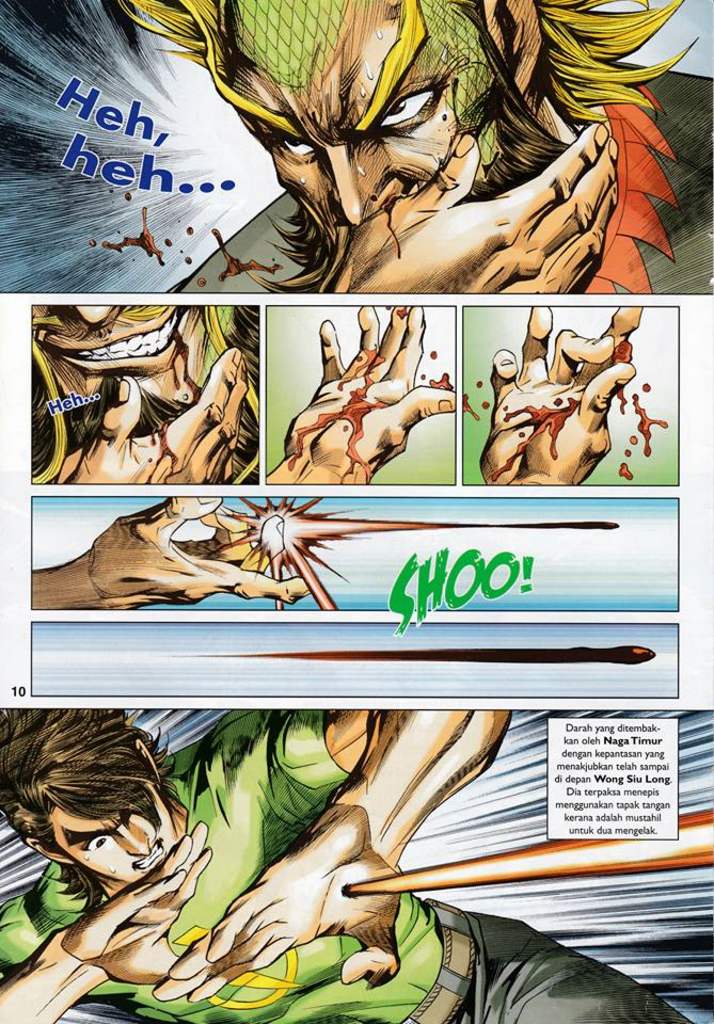 Heh,
heh...
Heh...
SHOO!
10
Darah yang ditembak-
kan oleh Naga Timur
dengan kepantasan yang
menakjubkan telah sampai
di depan Wong Siu Long.
Dia terpaksa menepis
menggunakan tapak tangan
kerana adalah mustahil
untuk dua mengelak.